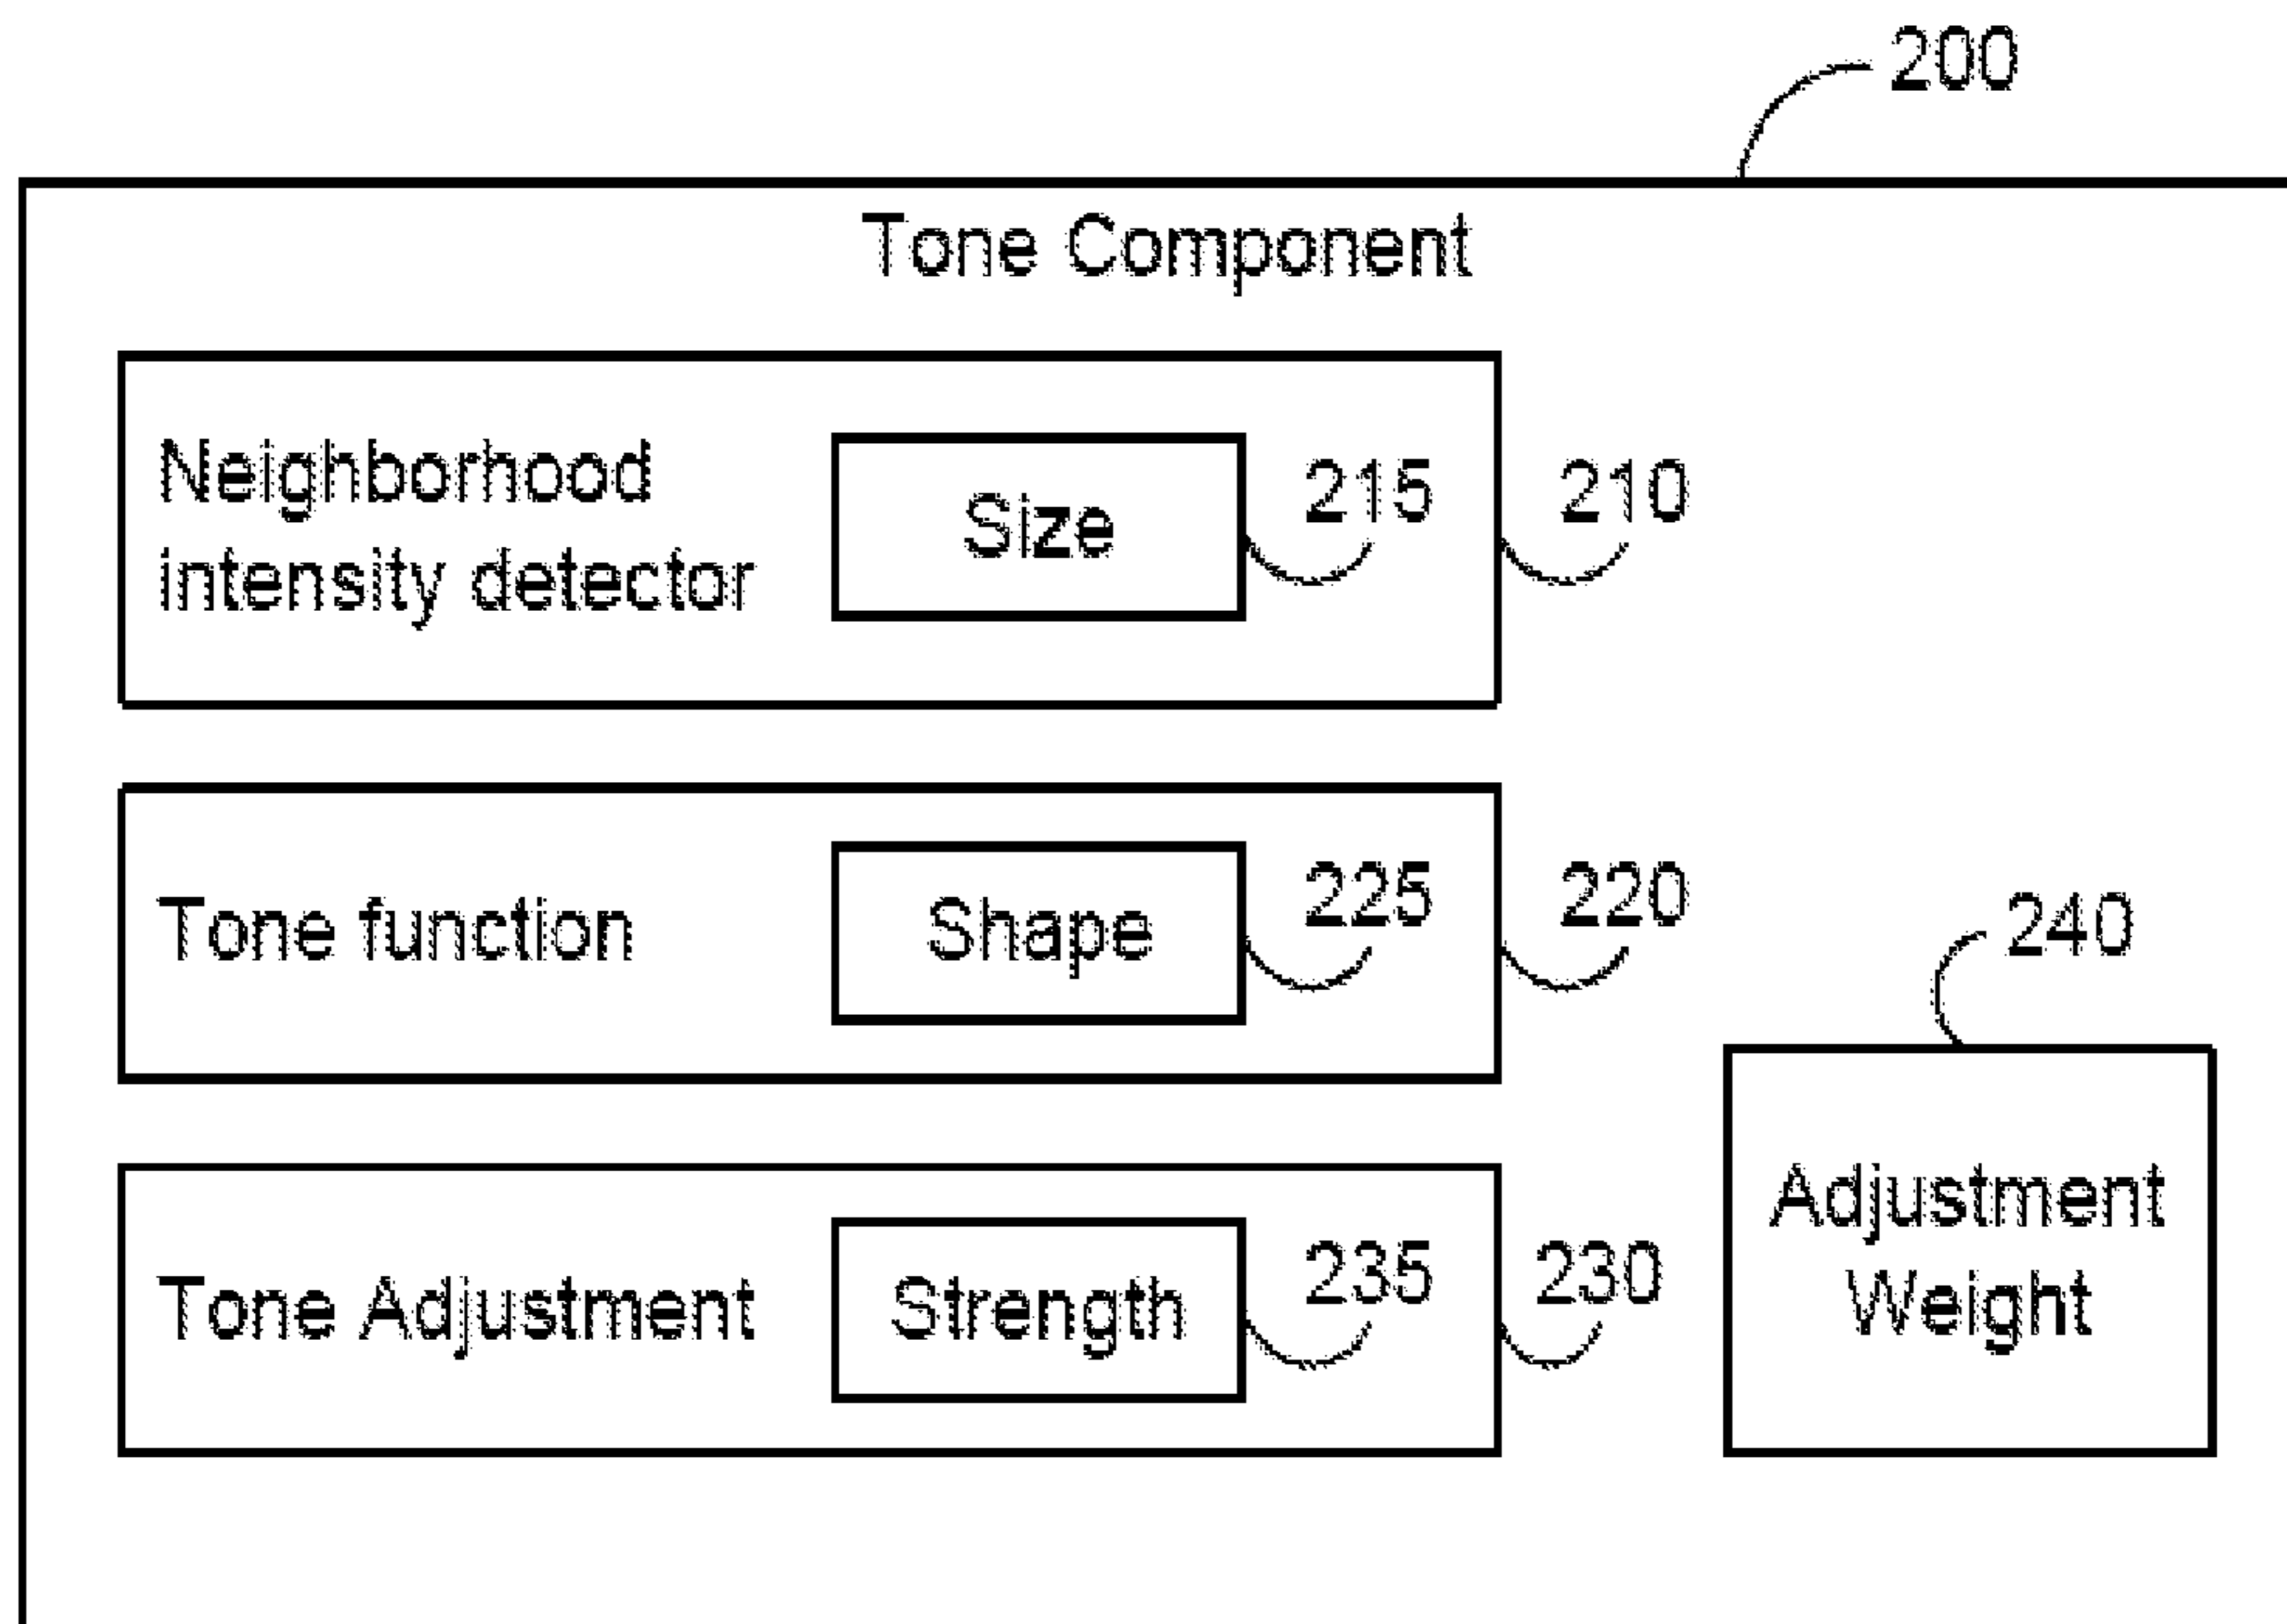 200
Tone Component
Neighborhood
intensity detector
Size
215
210
Tone function
Shape
225
220
240
Tone Adjustment
Strength
235
230
Adjustment
Weight